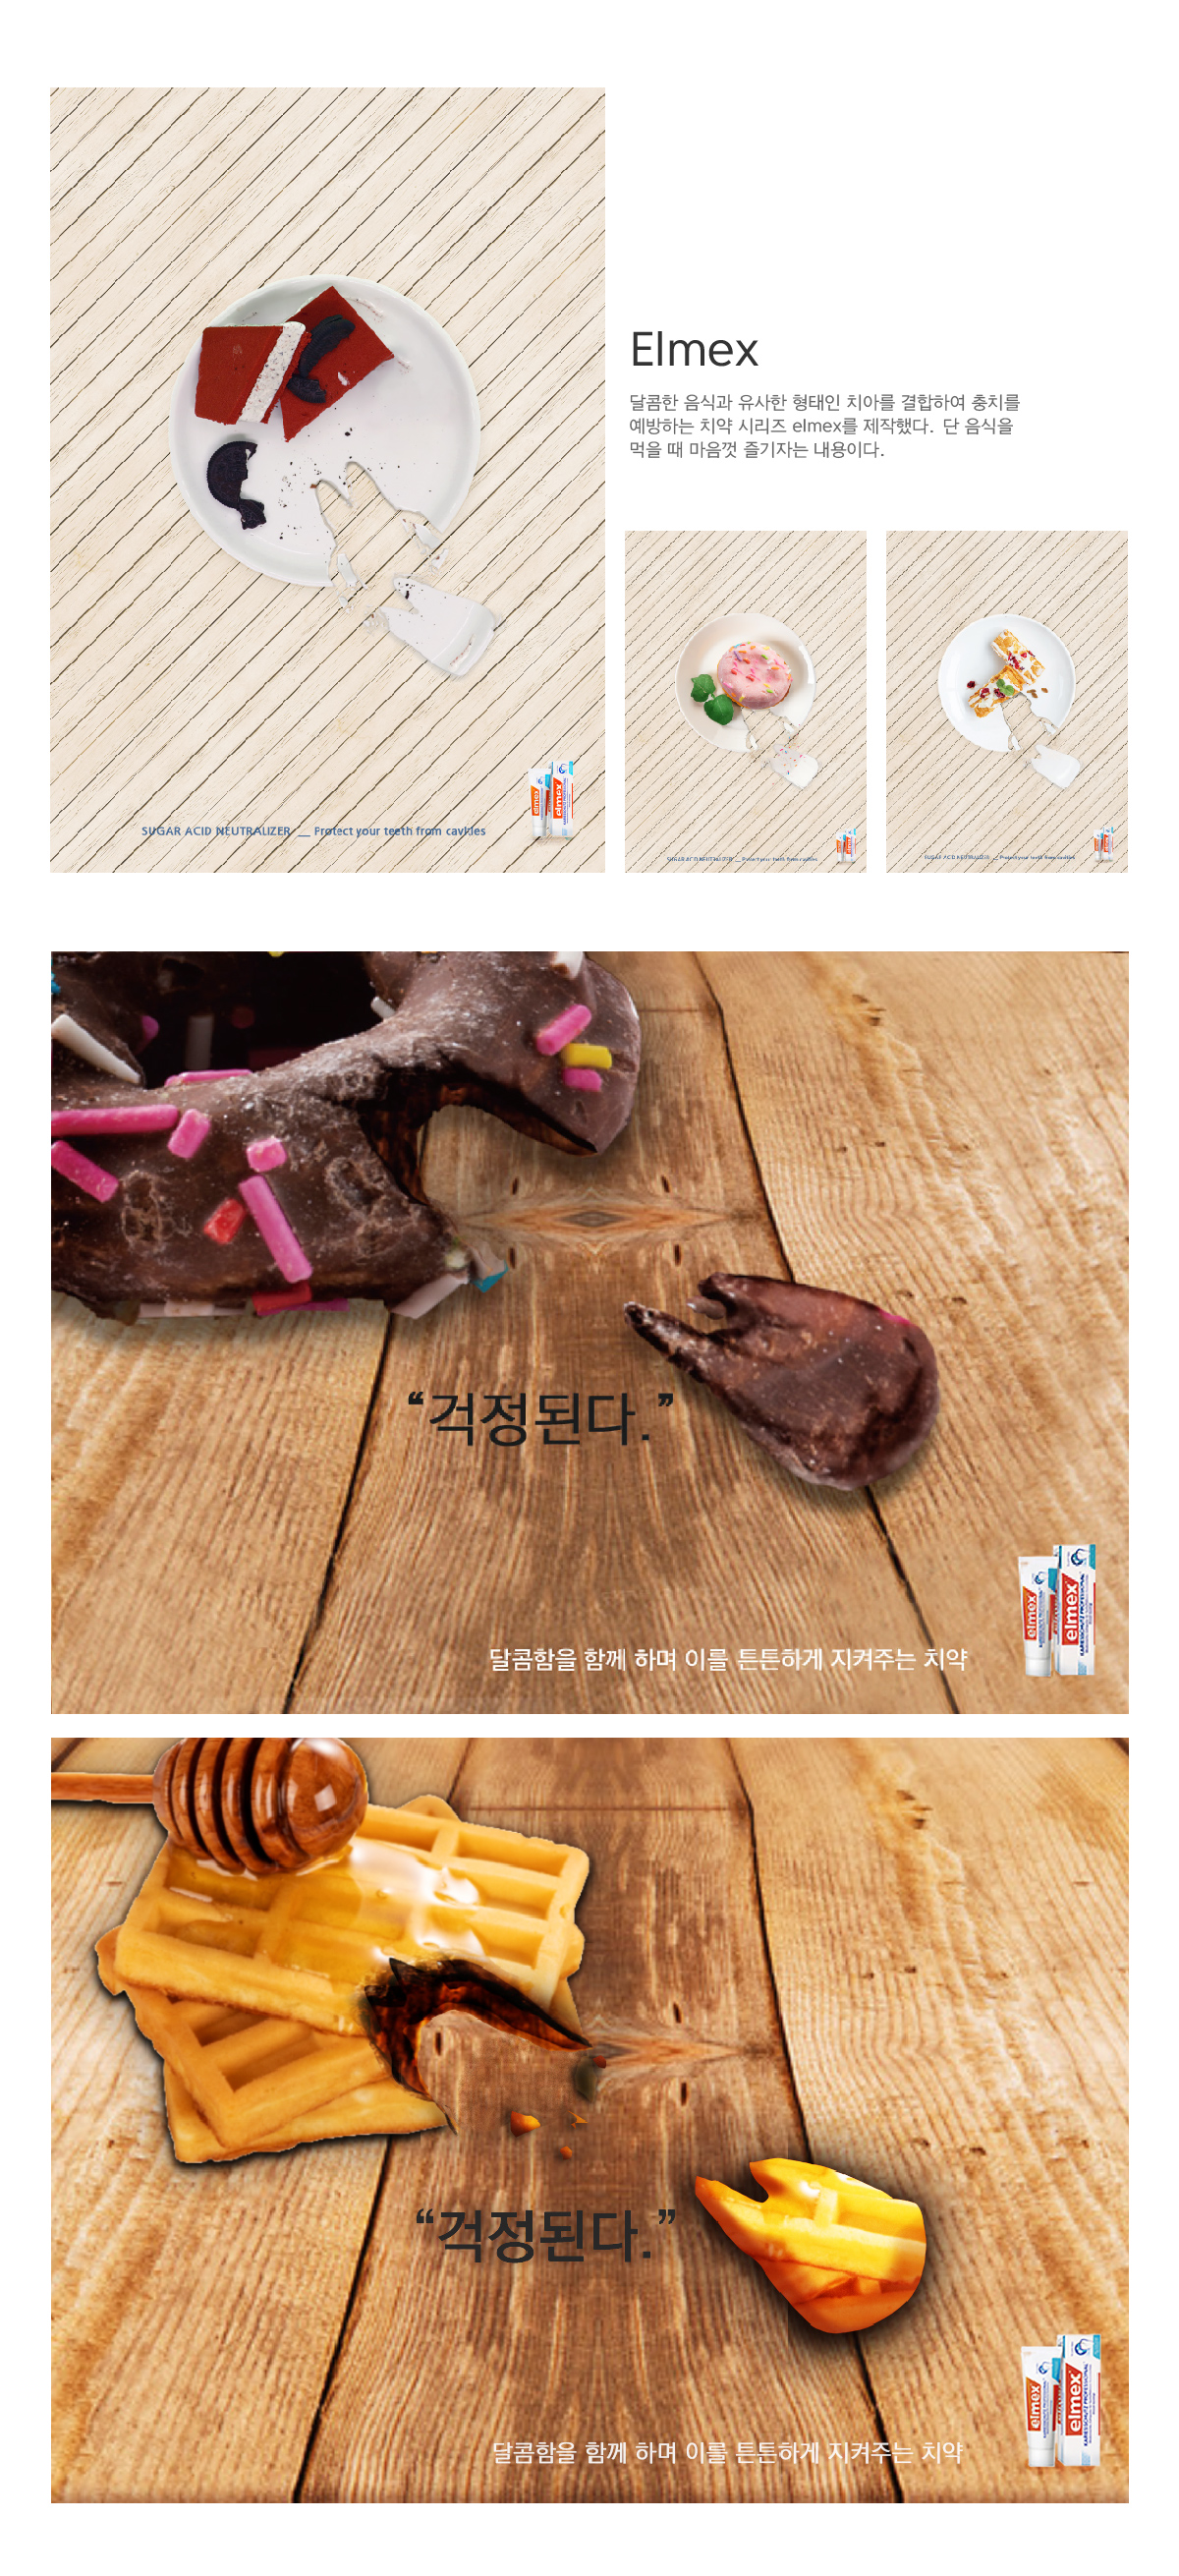 Elmex
달콤한 음식과 유사한 형태인 치아를 결합하여 충치를
예방하는 치약 시리즈 elmex를 제작했다. 단 음식을
먹을 때 마음껏 즐기자는 내용이다.
elmex
elmex
SUGAR ACID NEUTRALIZER __ Protect your teeth from cavities
SUGAR ACID NEUTRALIZER __ Protect your teeth from cavities
SUGAR ACID NEUTRALIZER __ Protect your teeth from cavities
“걱정된다.”
elmex
elmex
KARIESSCHUTZ PROFESSIONAL
달콤함을 함께 하며 이를 튼튼하게 지켜주는 치약
“걱정된다.”
elmex
elmex
KARIESSCHUTZ PROFESSIONAL
달콤함을 함께 하며 이를 튼튼하게 지켜주는 치약